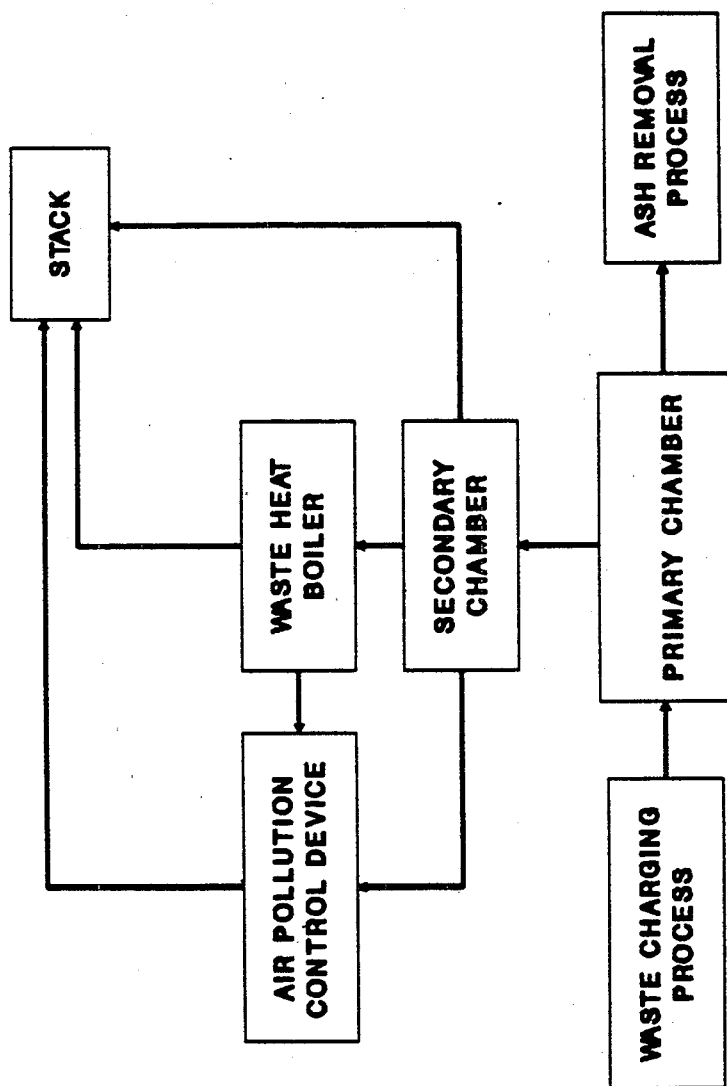 STACK
WASTE HEAT
BOILER
AIR POLLUTION
CONTROL DEVICE
SECONDARY
CHAMBER
WASTE CHARGING
PROCESS
PRIMARY CHAMBER
ASH REMOVAL
PROCESS